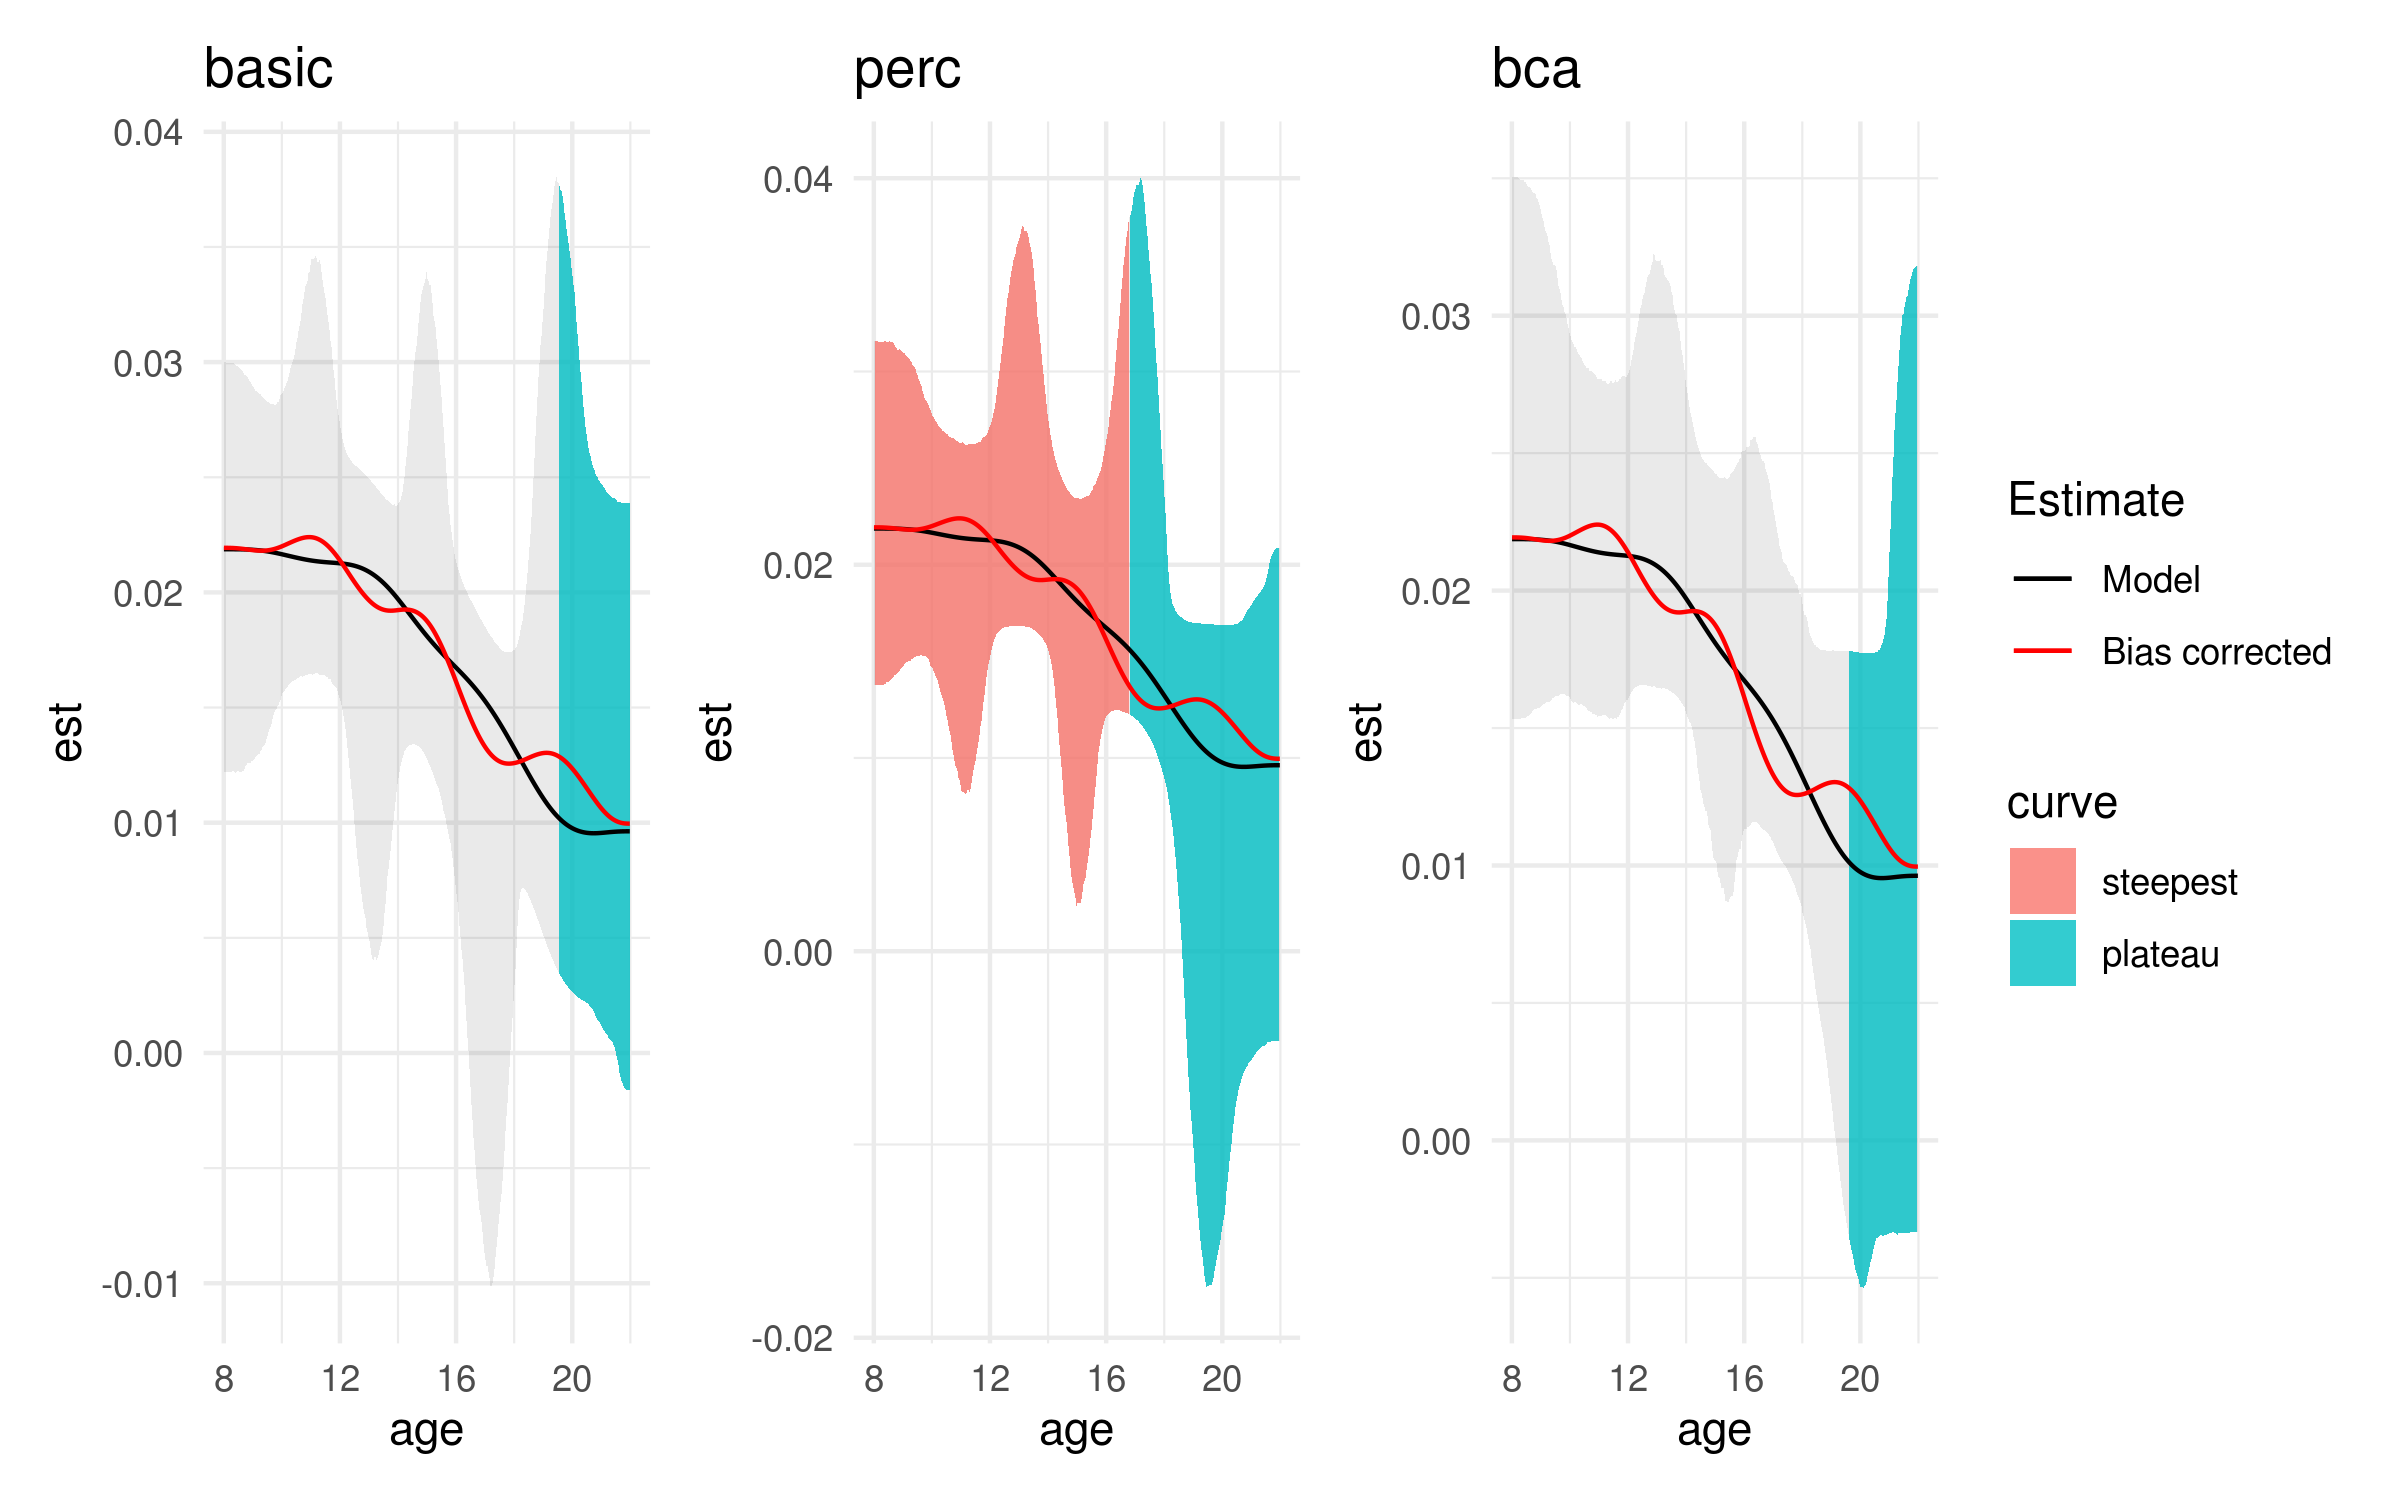 basic
0.04
0.03
0.02
0.01
0.00
-0.01
est
8 12 16 20
age
perc
0.04
0.02
0.00
-0.02
est
8 12 16 20
age
bca
0.03
0.02
0.01
0.00
est
8 12 16 20
age
Estimate
Model
Bias corrected
curve
steepest
plateau